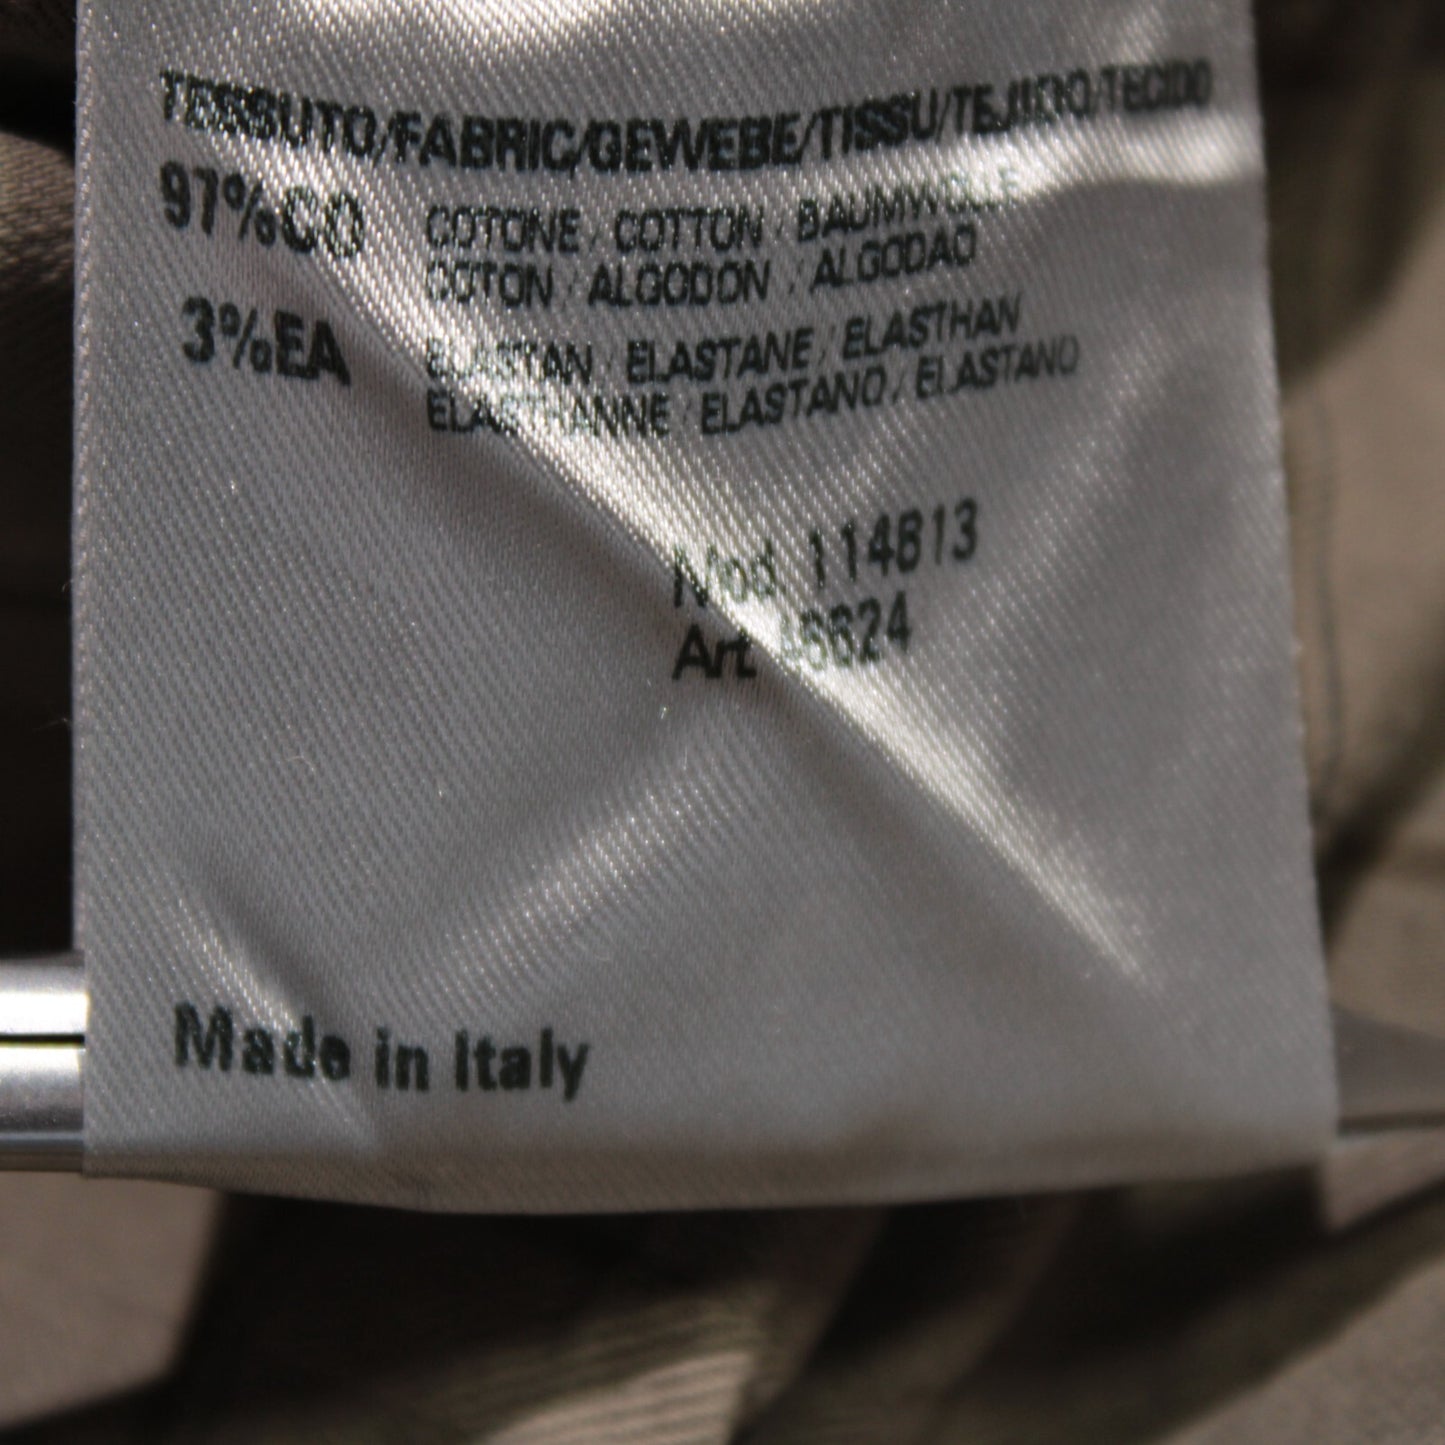 TESSUTO/FABRIC/GEWEBE/TISSU/TEJIDO/TECIDO
97%CO COTONE / COTTON / BAUMWOLLE
COTON / ALGODON / ALGODAO
3%EA ELASTAN / ELASTANE / ELASTHAN
ELASTHANNE / ELASTANO / ELASTANO
Mod. 114813
Art.
Made in Italy